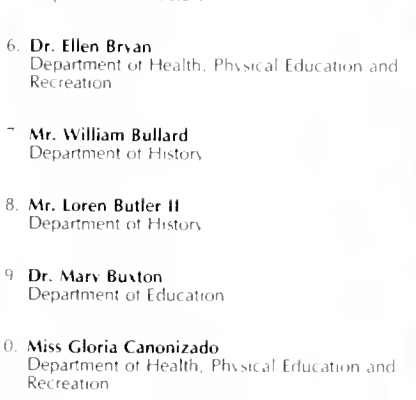 6. Dr. Ellen Bryan
Department of Health, Physical Education and
Recreation
Mr. William Bullard
Department of History
8. Mr. Loren Butler II
Department of History
9 Dr. Mary Buxton
Department of Education
0. Miss Gloria Canonizado
Department of Health, Physical Education and
Recreation